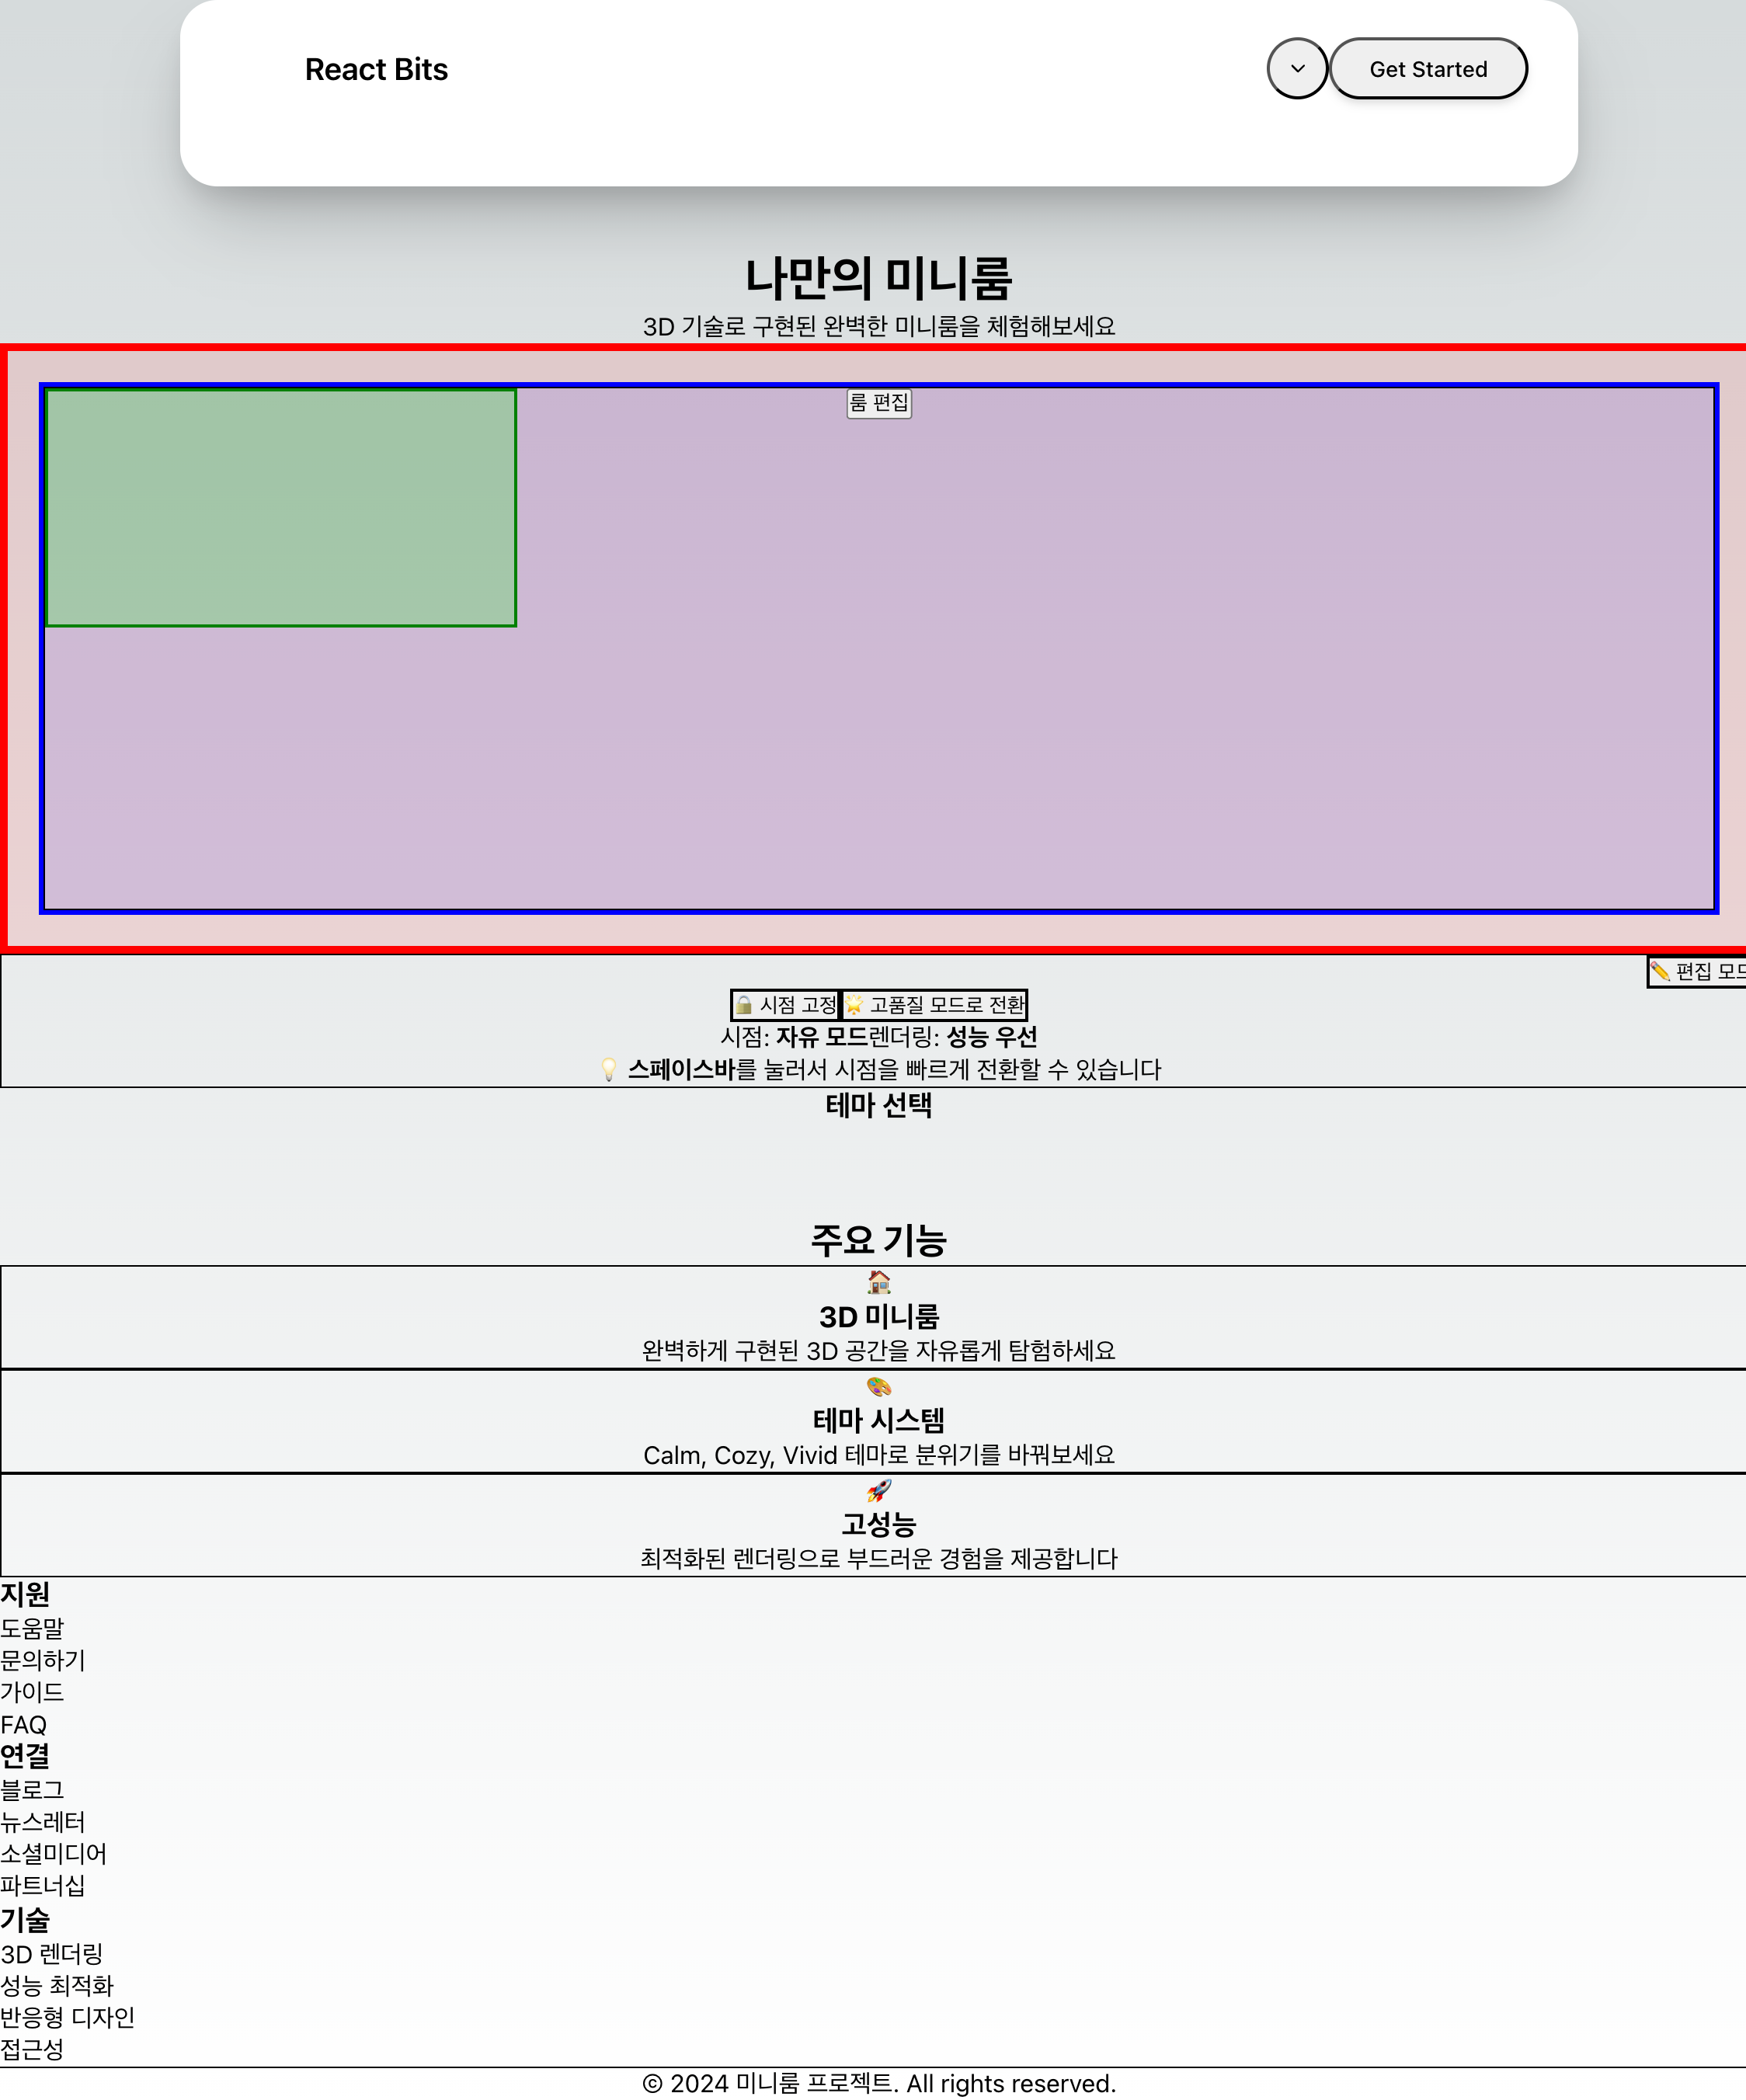 React Bits
Get Started
나만의 미니룸
3D 기술로 구현된 완벽한 미니룸을 체험해보세요
룸 편집
편집 모드
시점 고정 고품질 모드로 전환
시점: 자유 모드렌더링: 성능 우선
스페이스바를 눌러서 시점을 빠르게 전환할 수 있습니다
테마 선택
주요 기능
3D 미니룸
완벽하게 구현된 3D 공간을 자유롭게 탐험하세요
테마 시스템
Calm, Cozy, Vivid 테마로 분위기를 바꿔보세요
고성능
최적화된 렌더링으로 부드러운 경험을 제공합니다
지원
도움말
문의하기
가이드
FAQ
연결
블로그
뉴스레터
소셜미디어
파트너십
기술
3D 렌더링
성능 최적화
반응형 디자인
접근성
© 2024 미니룸 프로젝트. All rights reserved.